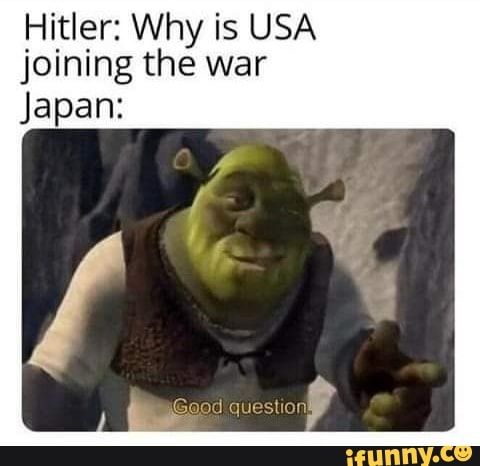 Hitler: Why is USA
joining the war
Japan:
Good question.
ifunny.co